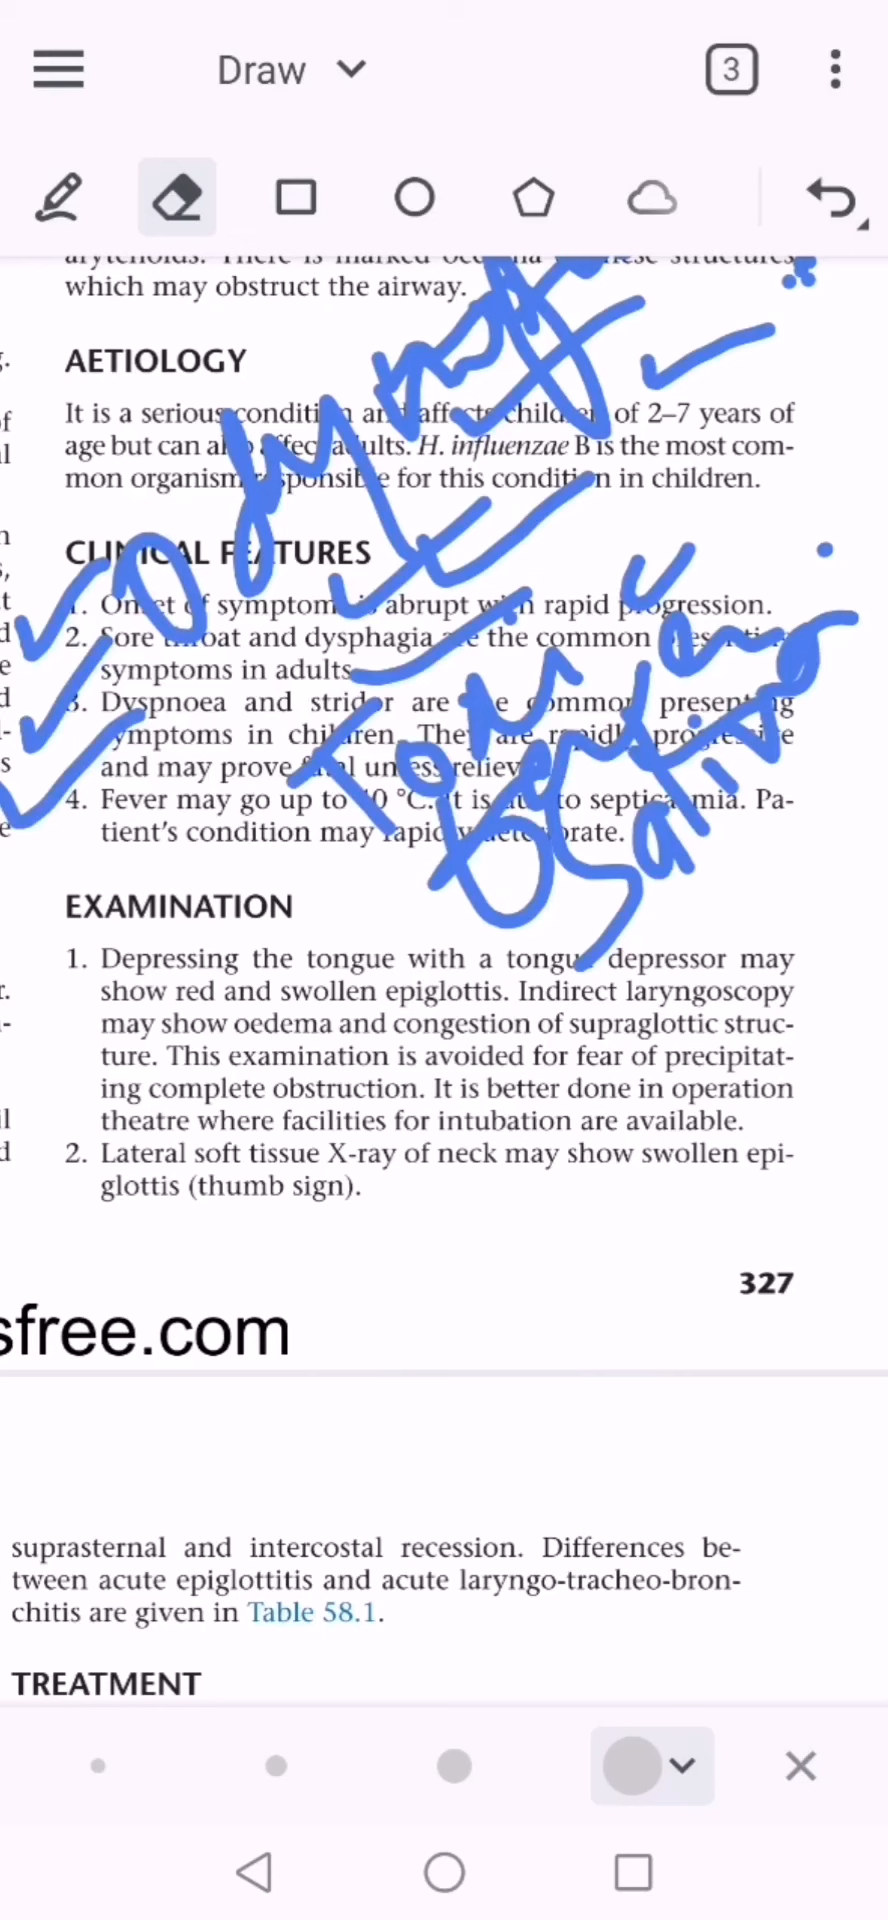 Draw
3
which may obstruct the airway.
AETIOLOGY
It is a serious condition and affects children of 2–7 years of
age but can also affect adults. H. influenzae B is the most com-
mon organism responsible for this condition in children.
CLINICAL FEATURES
1. Onset of symptoms is abrupt with rapid progression.
2. Sore throat and dysphagia are the common presenting
symptoms in adults.
3. Dyspnoea and stridor are the common presenting
symptoms in children. They are rapidly progressive
and may prove fatal unless relieved.
4. Fever may go up to 40 °C. It is due to septicaemia. Pa-
tient's condition may rapidly deteriorate.
EXAMINATION
1. Depressing the tongue with a tongue depressor may
show red and swollen epiglottis. Indirect laryngoscopy
may show oedema and congestion of supraglottic struc-
ture. This examination is avoided for fear of precipitat-
ing complete obstruction. It is better done in operation
theatre where facilities for intubation are available.
2. Lateral soft tissue X-ray of neck may show swollen epi-
glottis (thumb sign).
327
sfree.com
suprasternal and intercostal recession. Differences be-
tween acute epiglottitis and acute laryngo-tracheo-bron-
chitis are given in Table 58.1.
TREATMENT